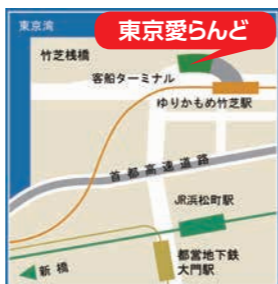 東京湾
東京愛らんど
竹芝桟橋
客船ターミナル
ゆりかもめ竹芝駅
首都高速道路
JR浜松町駅
都営地下鉄
大門駅
新橋